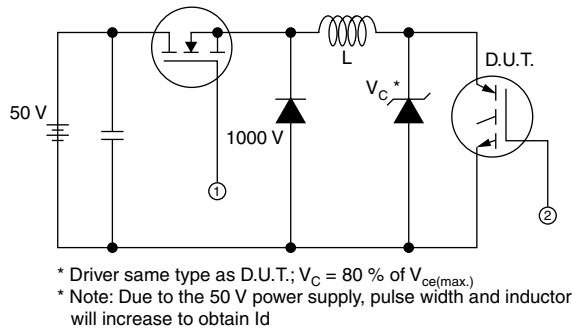 50 V
L
V_C *
D.U.T.
1000 V
①
②
* Driver same type as D.U.T.; V_C = 80 % of V_ce(max.)
* Note: Due to the 50 V power supply, pulse width and inductor
will increase to obtain Id